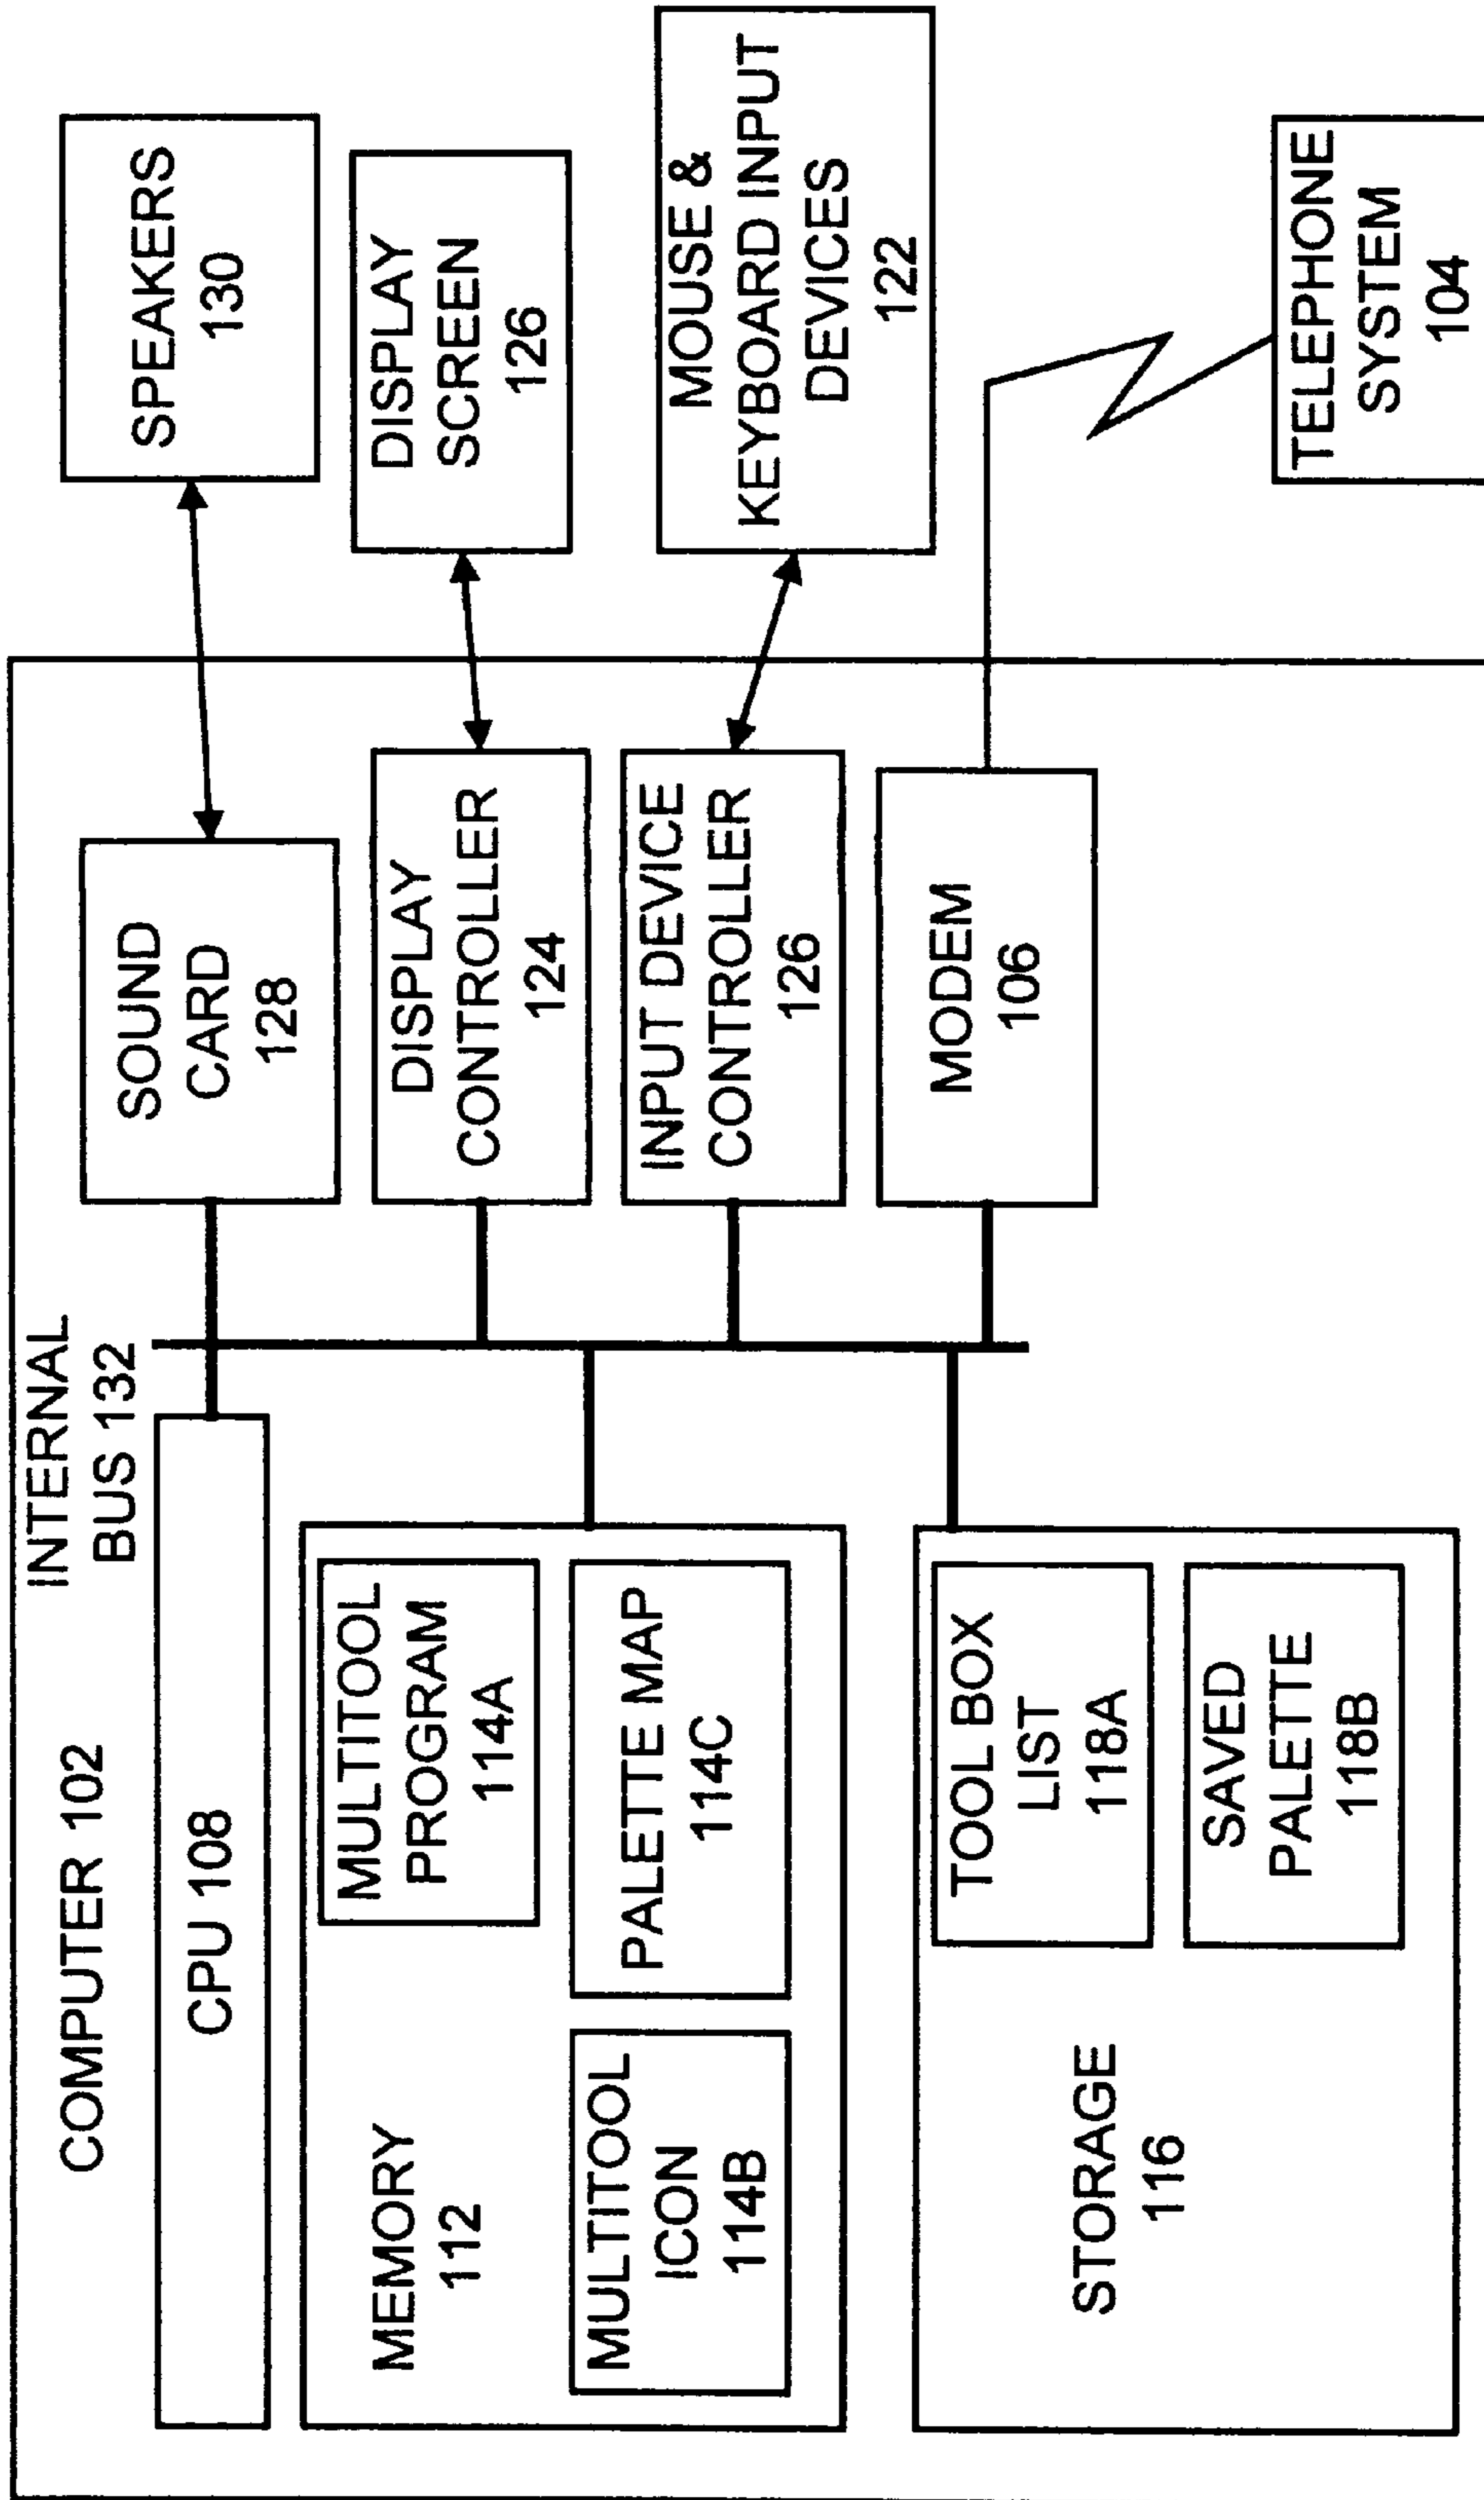 COMPUTER 102
INTERNAL
BUS 132
CPU 108
MEMORY
112
MULTITOOL
PROGRAM
114A
MULTITOOL
ICON
114B
PALETTE MAP
114C
STORAGE
116
TOOL BOX
LIST
118A
SAVED
PALETTE
118B
SOUND
CARD
128
DISPLAY
CONTROLLER
124
INPUT DEVICE
CONTROLLER
126
MODEM
106
SPEAKERS
130
DISPLAY
SCREEN
126
MOUSE &
KEYBOARD INPUT
DEVICES
122
TELEPHONE
SYSTEM
104